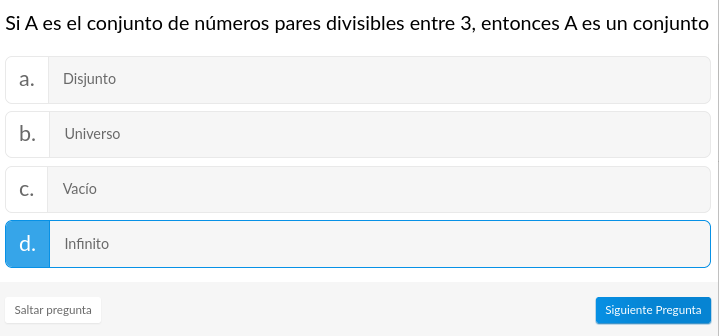 Si A es el conjunto de números pares divisibles entre 3, entonces A es un conjunto
a. Disjunto
b. Universo
c. Vacío
d. Infinito
Saltar pregunta Siguiente Pregunta